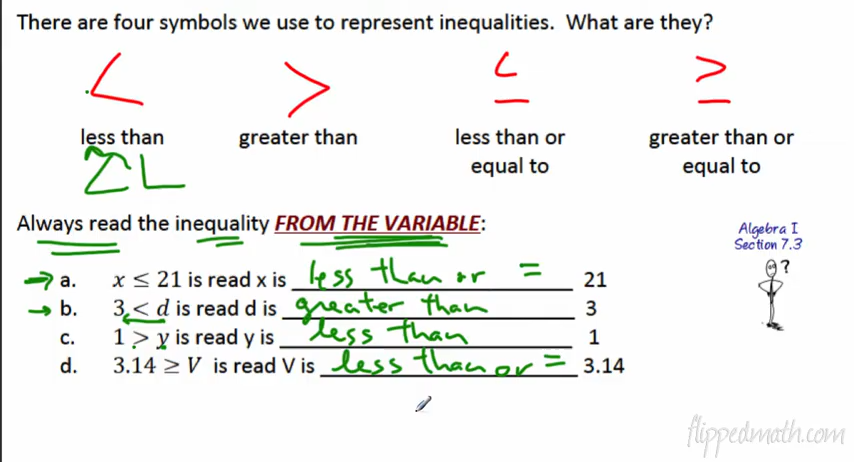 There are four symbols we use to represent inequalities. What are they?
< > ≤ ≥
less than greater than less than or equal to greater than or equal to
ΣL
Always read the inequality FROM THE VARIABLE:
Algebra I
Section 7.3
?
→ a. x ≤ 21 is read x is less than or = 21
→ b. 3 < d is read d is greater than 3
c. 1 > y is read y is less than 1
d. 3.14 ≥ V is read V is less than or = 3.14
flippedmath.com